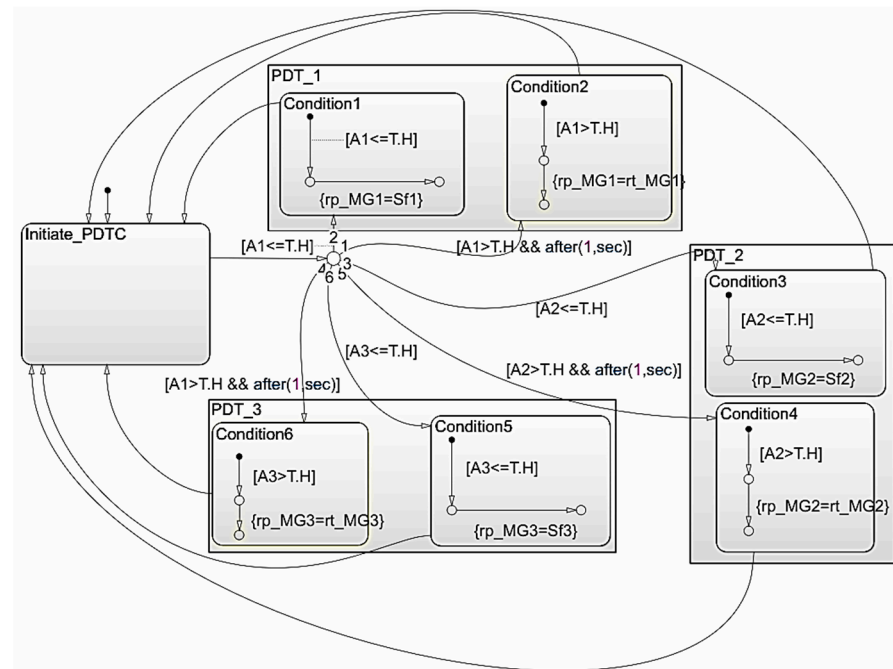 PDT_1
Condition1
[A1<=T.H]
{rp_MG1=Sf1}
Condition2
[A1>T.H]
{rp_MG1=rt_MG1}
Initiate_PDTC
[A1<=T.H]
2
1
3
4
5
6
[A1>T.H && after(1,sec)]
PDT_2
Condition3
[A2<=T.H]
{rp_MG2=Sf2}
[A2<=T.H]
[A3<=T.H]
[A2>T.H && after(1,sec)]
[A1>T.H && after(1,sec)]
Condition4
[A2>T.H]
{rp_MG2=rt_MG2}
PDT_3
Condition6
[A3>T.H]
{rp_MG3=rt_MG3}
Condition5
[A3<=T.H]
{rp_MG3=Sf3}